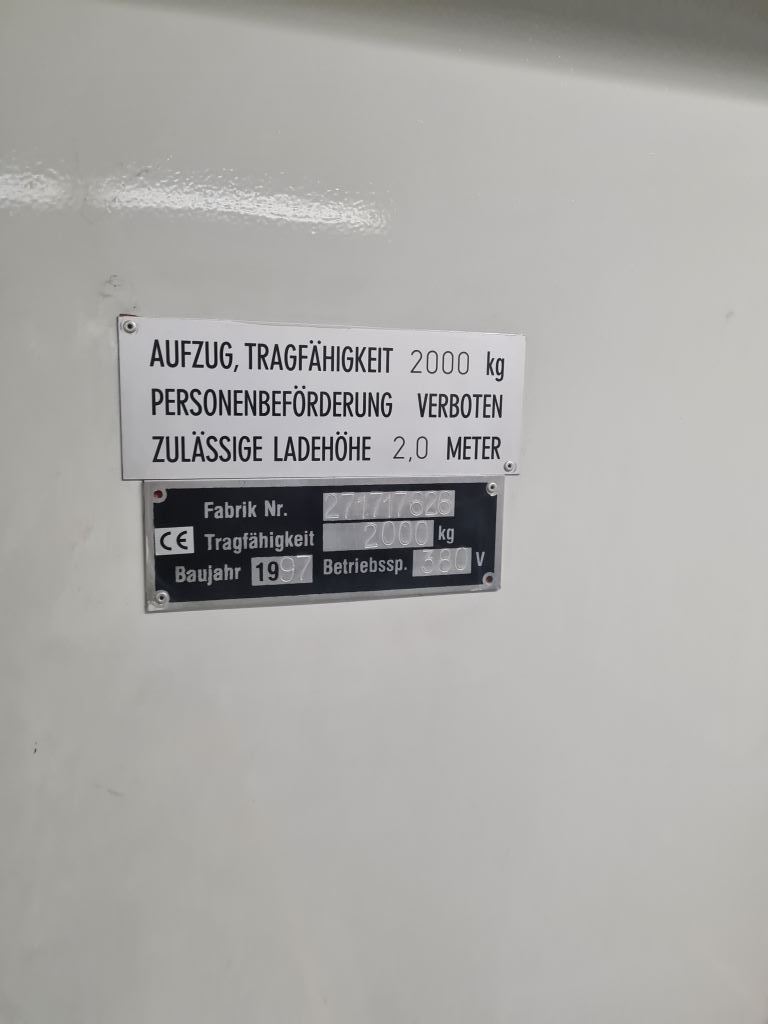 AUFZUG, TRAGFÄHIGKEIT 2000 kg
PERSONENBEFÖRDERUNG VERBOTEN
ZULÄSSIGE LADEHÖHE 2,0 METER
Fabrik Nr. 271717626
CE Tragfähigkeit 2000 kg
Baujahr 1997 Betriebssp. 380 V